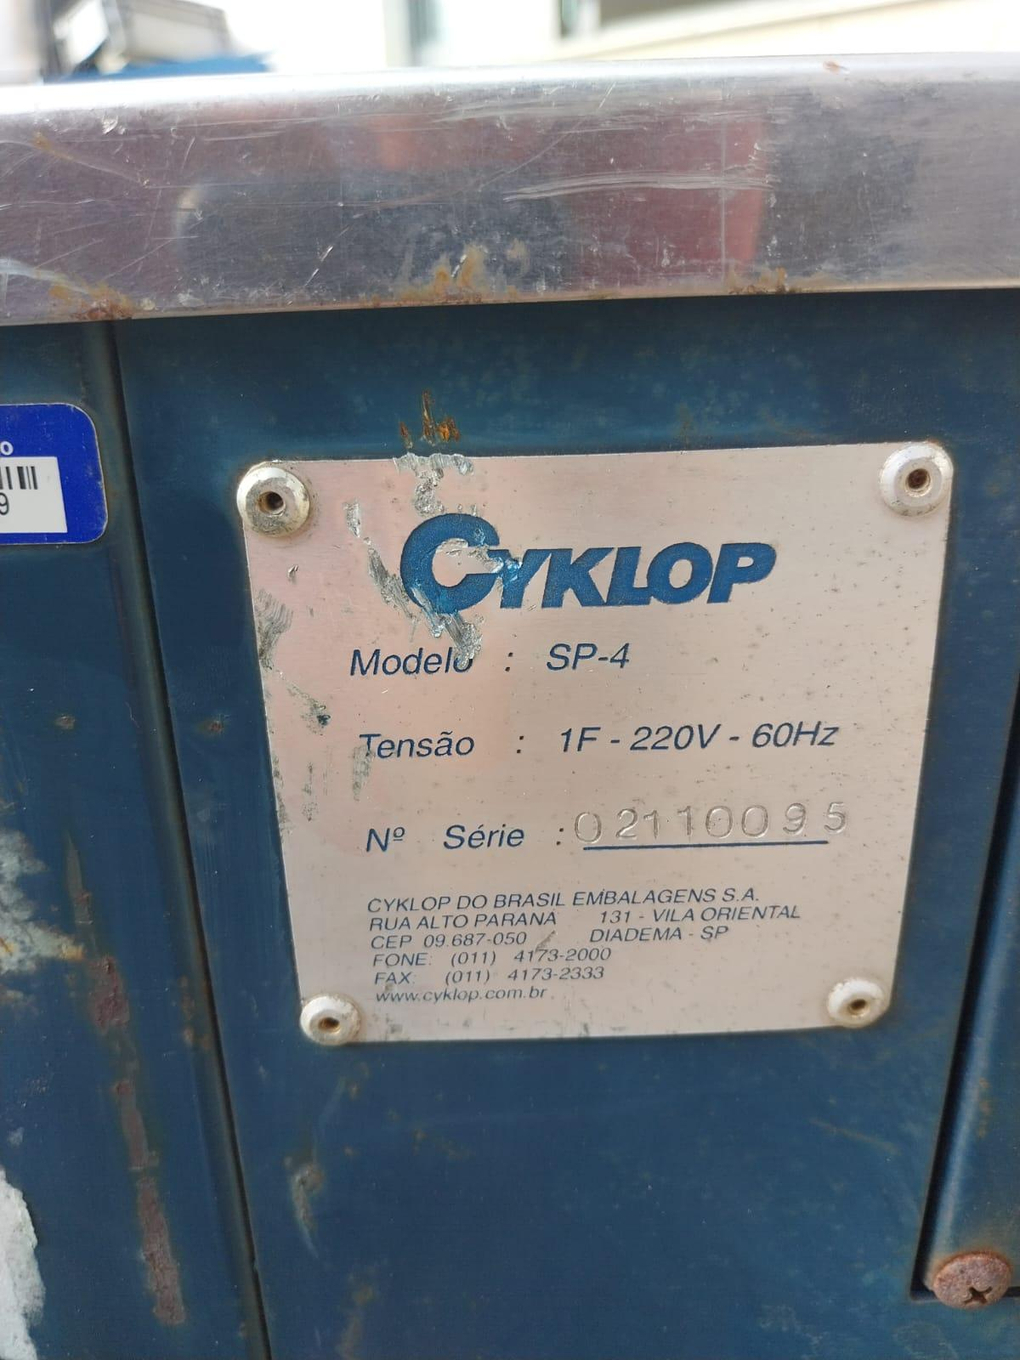 o
9
CYKLOP
Modelo : SP-4
Tensão : 1F - 220V - 60Hz
Nº Série : 02110095
CYKLOP DO BRASIL EMBALAGENS S.A.
RUA ALTO PARANÁ 131 - VILA ORIENTAL
CEP 09.687-050 DIADEMA - SP
FONE: (011) 4173-2000
FAX: (011) 4173-2333
www.cyklop.com.br